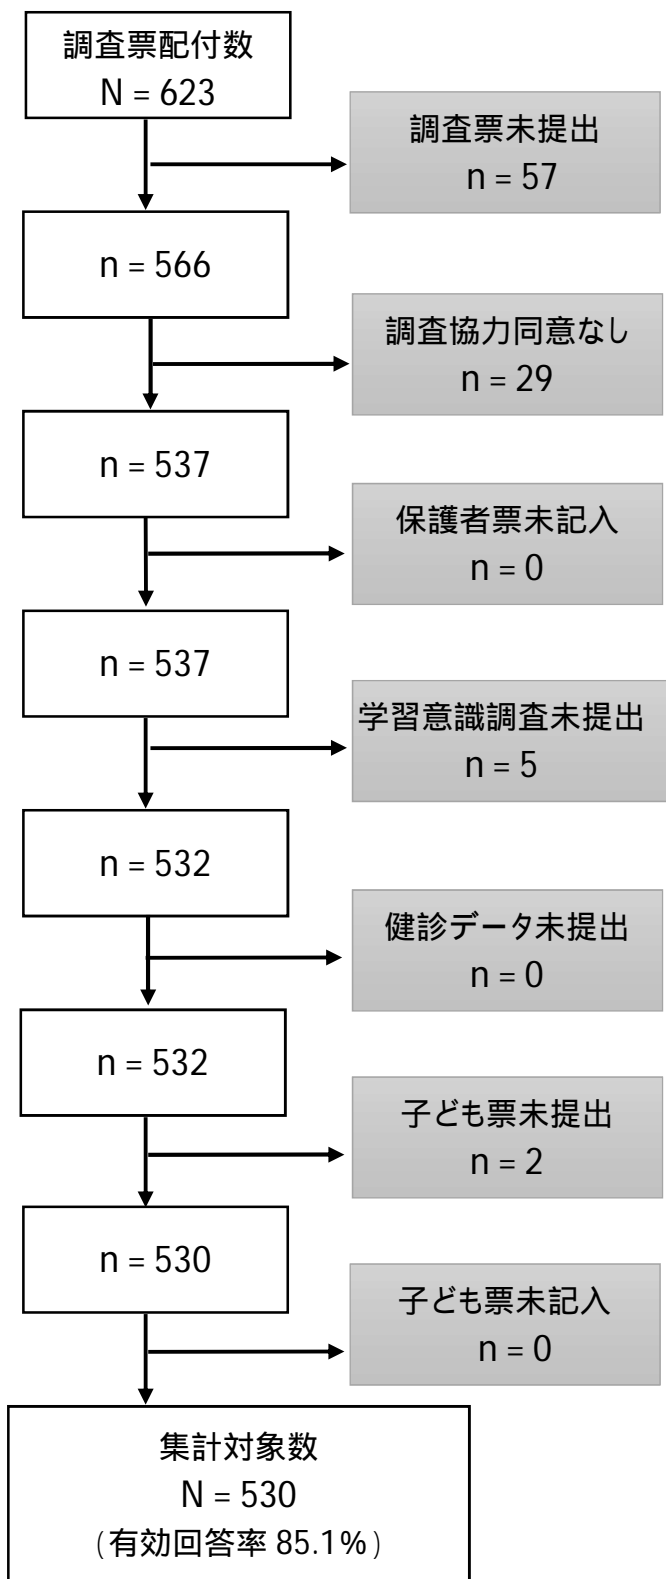 調査票配付数
N = 623
調査票未提出
n = 57
n = 566
調査協力同意なし
n = 29
n = 537
保護者票未記入
n = 0
n = 537
学習意識調査未提出
n = 5
n = 532
健診データ未提出
n = 0
n = 532
子ども票未提出
n = 2
n = 530
子ども票未記入
n = 0
集計対象数
N = 530
(有効回答率 85.1%)